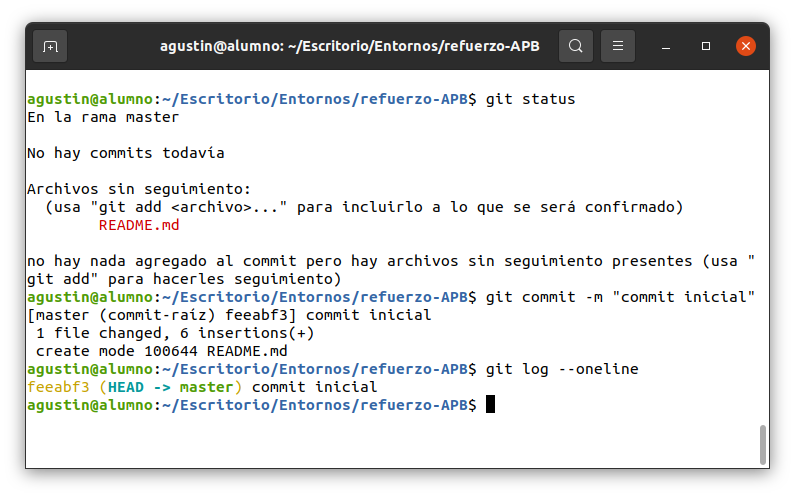 agustin@alumno: ~/Escritorio/Entornos/refuerzo-APB
agustin@alumno:~/Escritorio/Entornos/refuerzo-APB$ git status
En la rama master
No hay commits todavía
Archivos sin seguimiento:
(usa "git add <archivo>..." para incluirlo a lo que se será confirmado)
README.md
no hay nada agregado al commit pero hay archivos sin seguimiento presentes (usa "
git add" para hacerles seguimiento)
agustin@alumno:~/Escritorio/Entornos/refuerzo-APB$ git commit -m "commit inicial"
[master (commit-raíz) feeabf3] commit inicial
1 file changed, 6 insertions(+)
create mode 100644 README.md
agustin@alumno:~/Escritorio/Entornos/refuerzo-APB$ git log --oneline
feeabf3 (HEAD -> master) commit inicial
agustin@alumno:~/Escritorio/Entornos/refuerzo-APB$